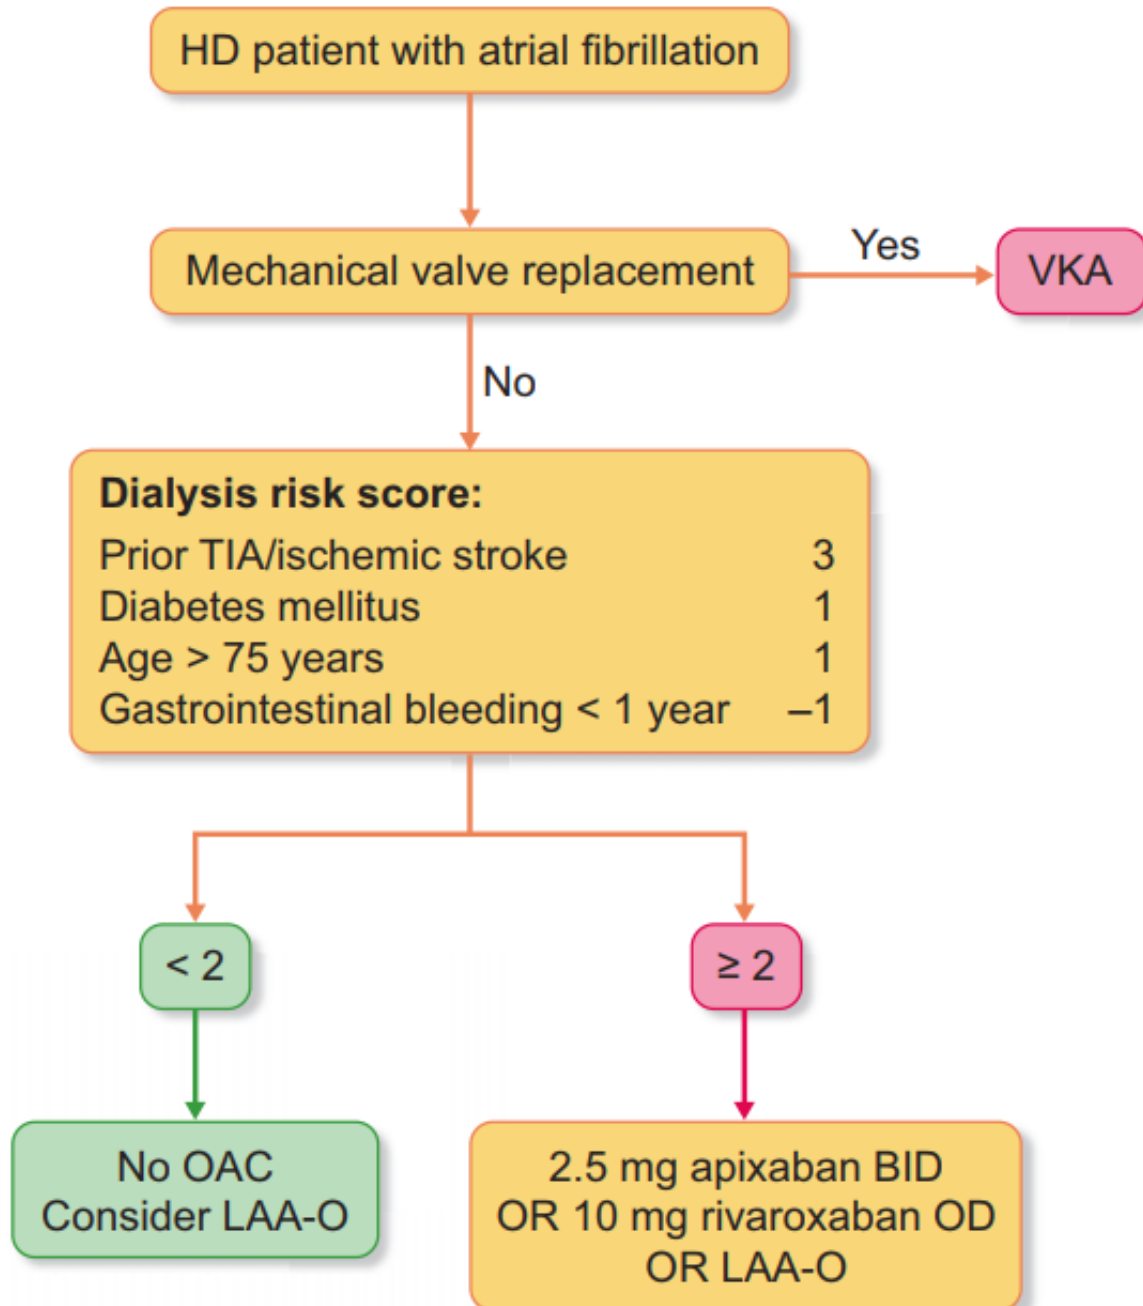 HD patient with atrial fibrillation
Mechanical valve replacement
Yes
VKA
No
Dialysis risk score:
Prior TIA/ischemic stroke 3
Diabetes mellitus 1
Age > 75 years 1
Gastrointestinal bleeding < 1 year –1
< 2
≥ 2
No OAC
Consider LAA-O
2.5 mg apixaban BID
OR 10 mg rivaroxaban OD
OR LAA-O